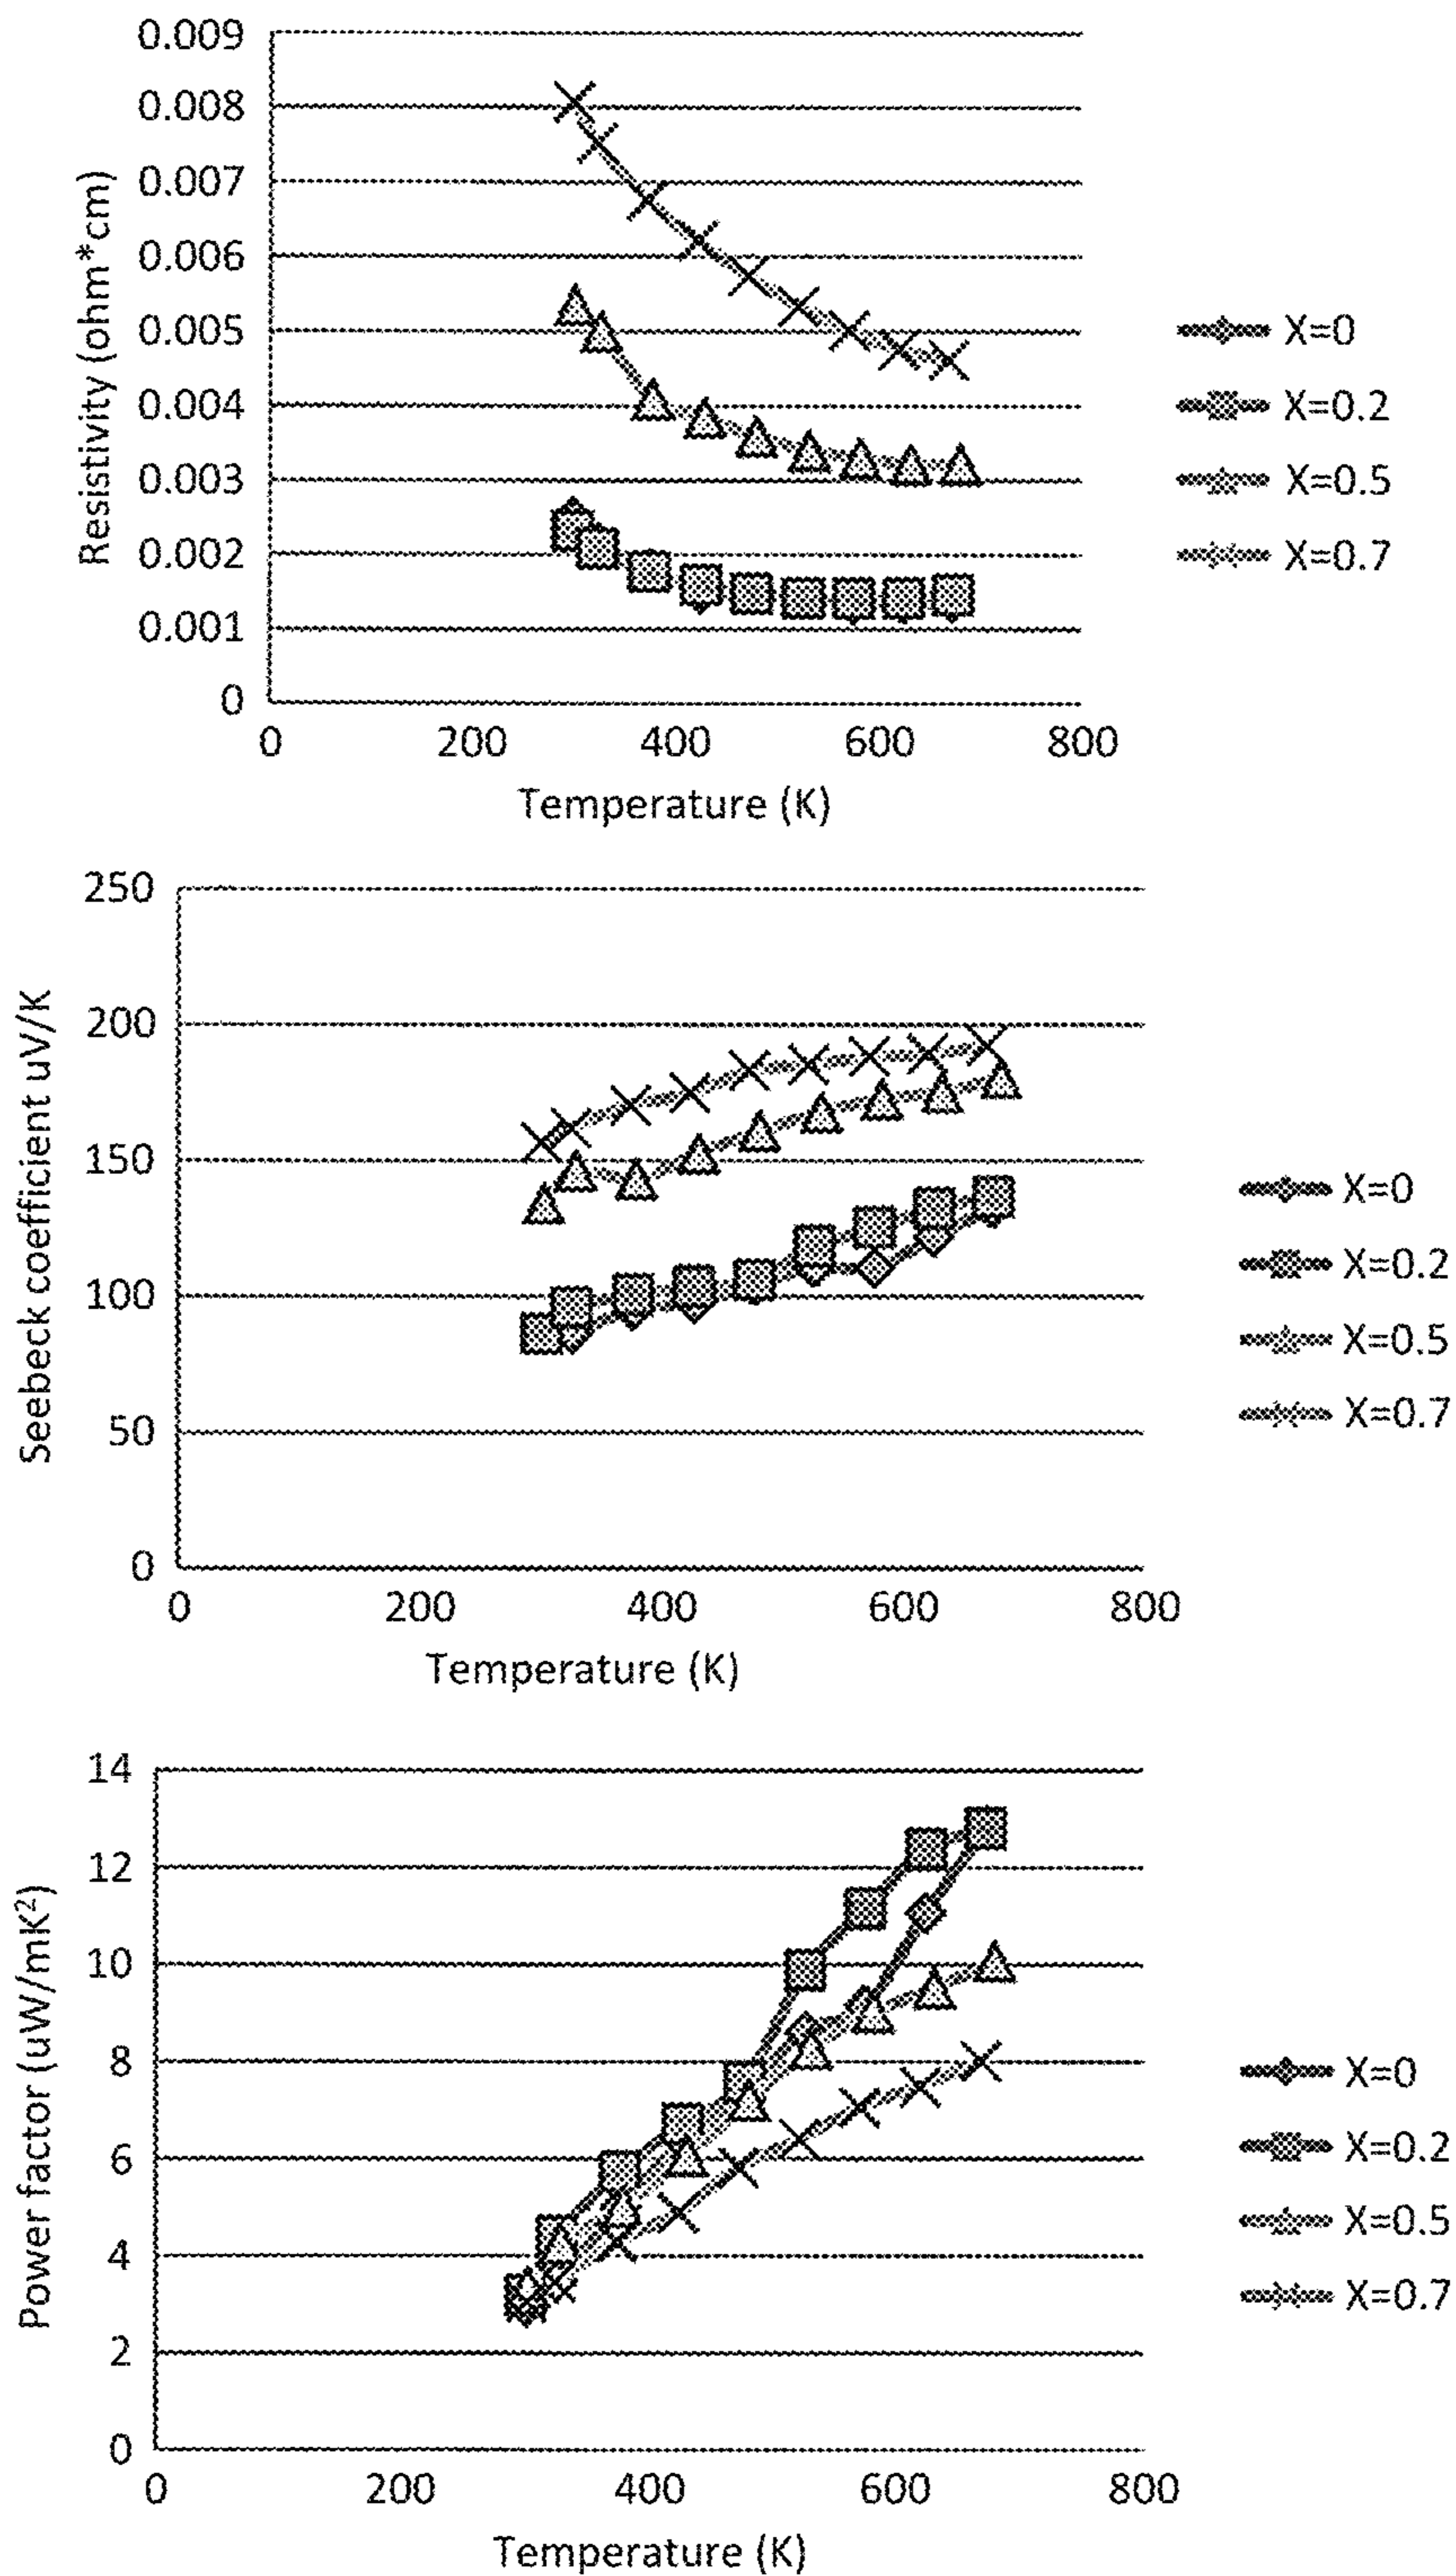 0.009
0.008
0.007
0.006
0.005
0.004
0.003
0.002
0.001
0
Resistivity (ohm*cm)
0 200 400 600 800
Temperature (K)
X=0
X=0.2
X=0.5
X=0.7
250
200
150
100
50
0
Seebeck coefficient uV/K
0 200 400 600 800
Temperature (K)
X=0
X=0.2
X=0.5
X=0.7
14
12
10
8
6
4
2
0
Power factor (uW/mK²)
0 200 400 600 800
Temperature (K)
X=0
X=0.2
X=0.5
X=0.7